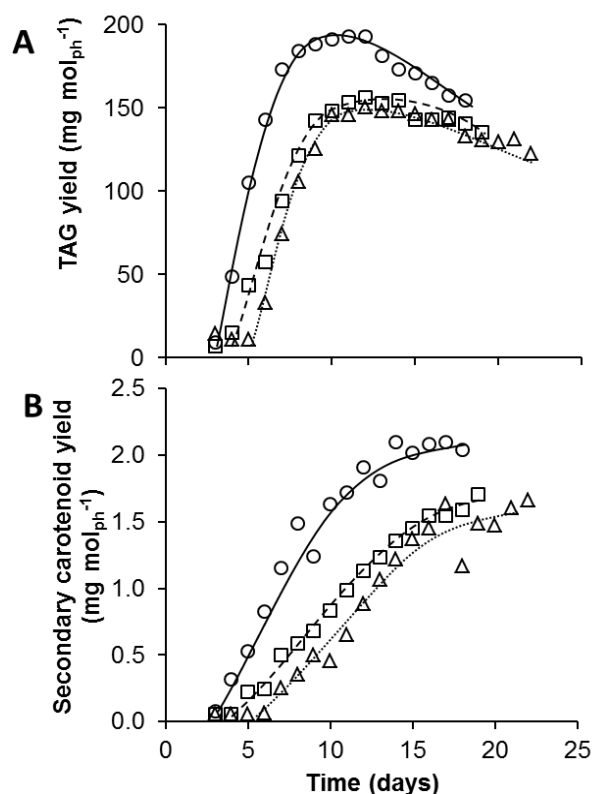 A
TAG yield (mg mol_ph^-1)
200
150
100
50
0
B
Secondary carotenoid yield
(mg mol_ph^-1)
2.5
2.0
1.5
1.0
0.5
0.0
0 5 10 15 20 25
Time (days)